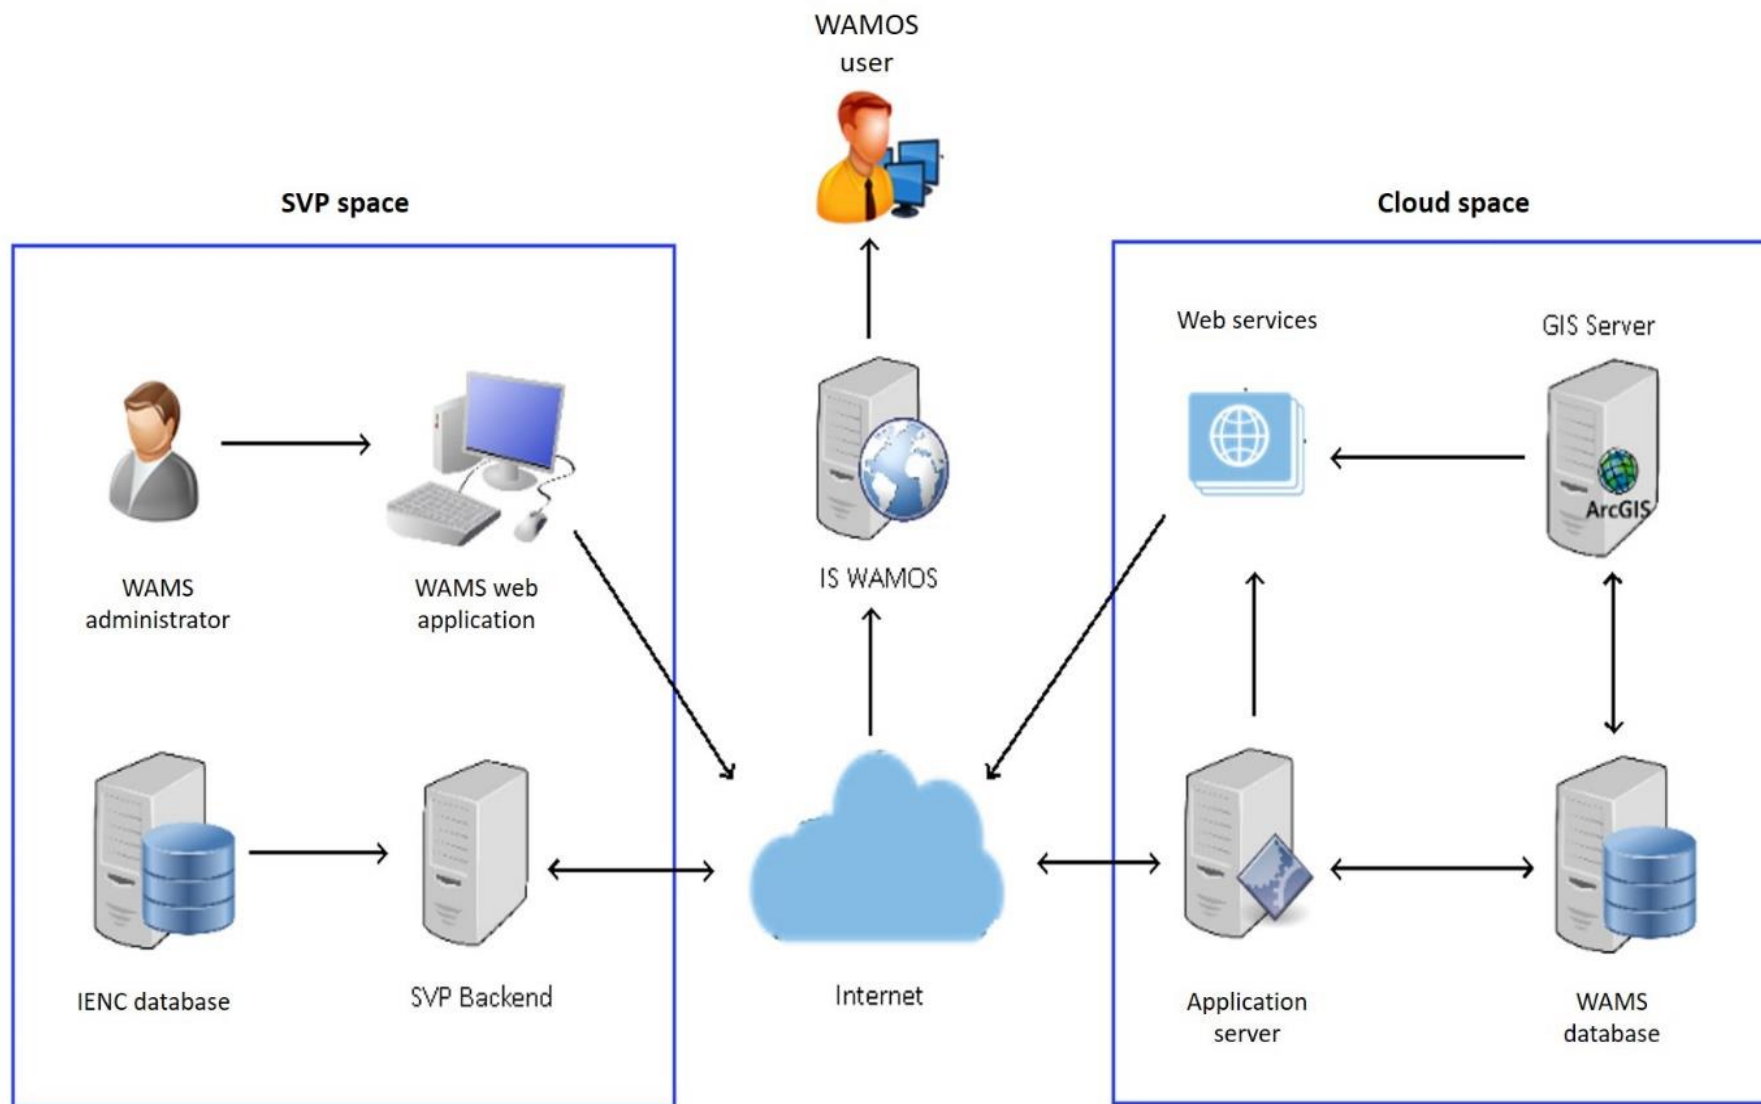 WAMOS
user
SVP space
Cloud space
Web services
GIS Server
ArcGIS
IS WAMOS
WAMS
administrator
WAMS web
application
IENC database
SVP Backend
Internet
Application
server
WAMS
database